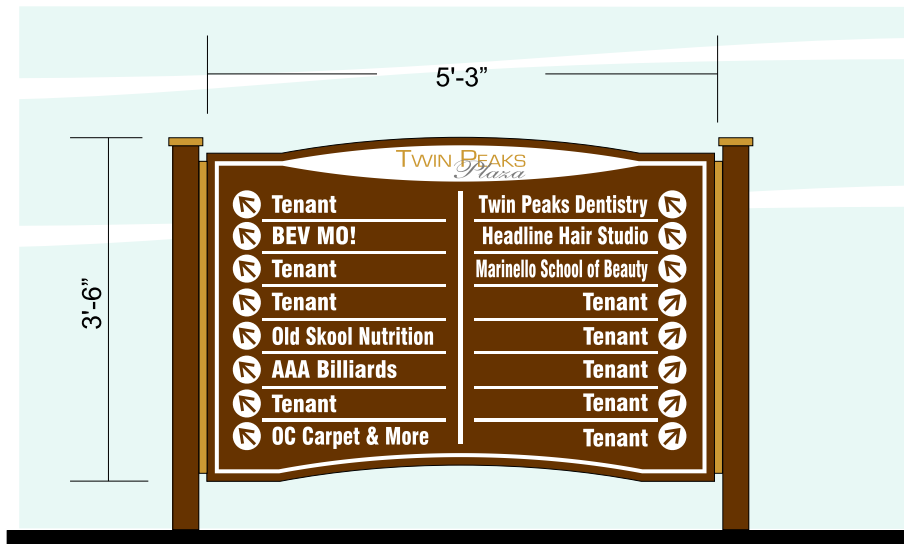 5'-3”
3'-6”
TWIN PEAKS
Plaza
Tenant
BEV MO!
Tenant
Tenant
Old Skool Nutrition
AAA Billiards
Tenant
OC Carpet & More
Twin Peaks Dentistry
Headline Hair Studio
Marinello School of Beauty
Tenant
Tenant
Tenant
Tenant
Tenant